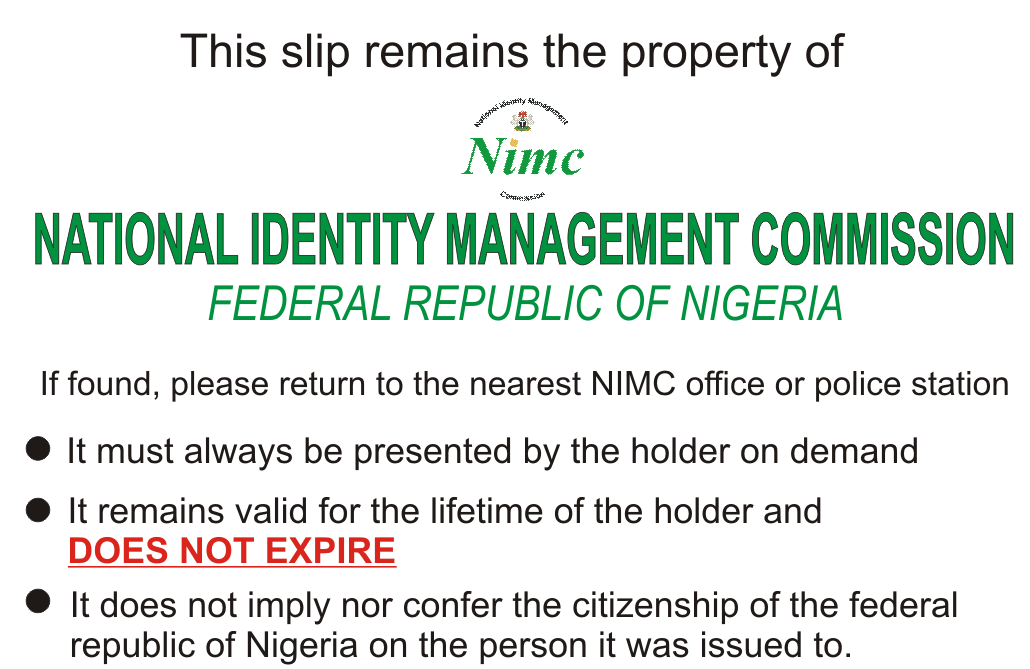 This slip remains the property of
National Identity Management
Nimc
Commission
NATIONAL IDENTITY MANAGEMENT COMMISSION
FEDERAL REPUBLIC OF NIGERIA
If found, please return to the nearest NIMC office or police station
● It must always be presented by the holder on demand
● It remains valid for the lifetime of the holder and
DOES NOT EXPIRE
● It does not imply nor confer the citizenship of the federal
republic of Nigeria on the person it was issued to.